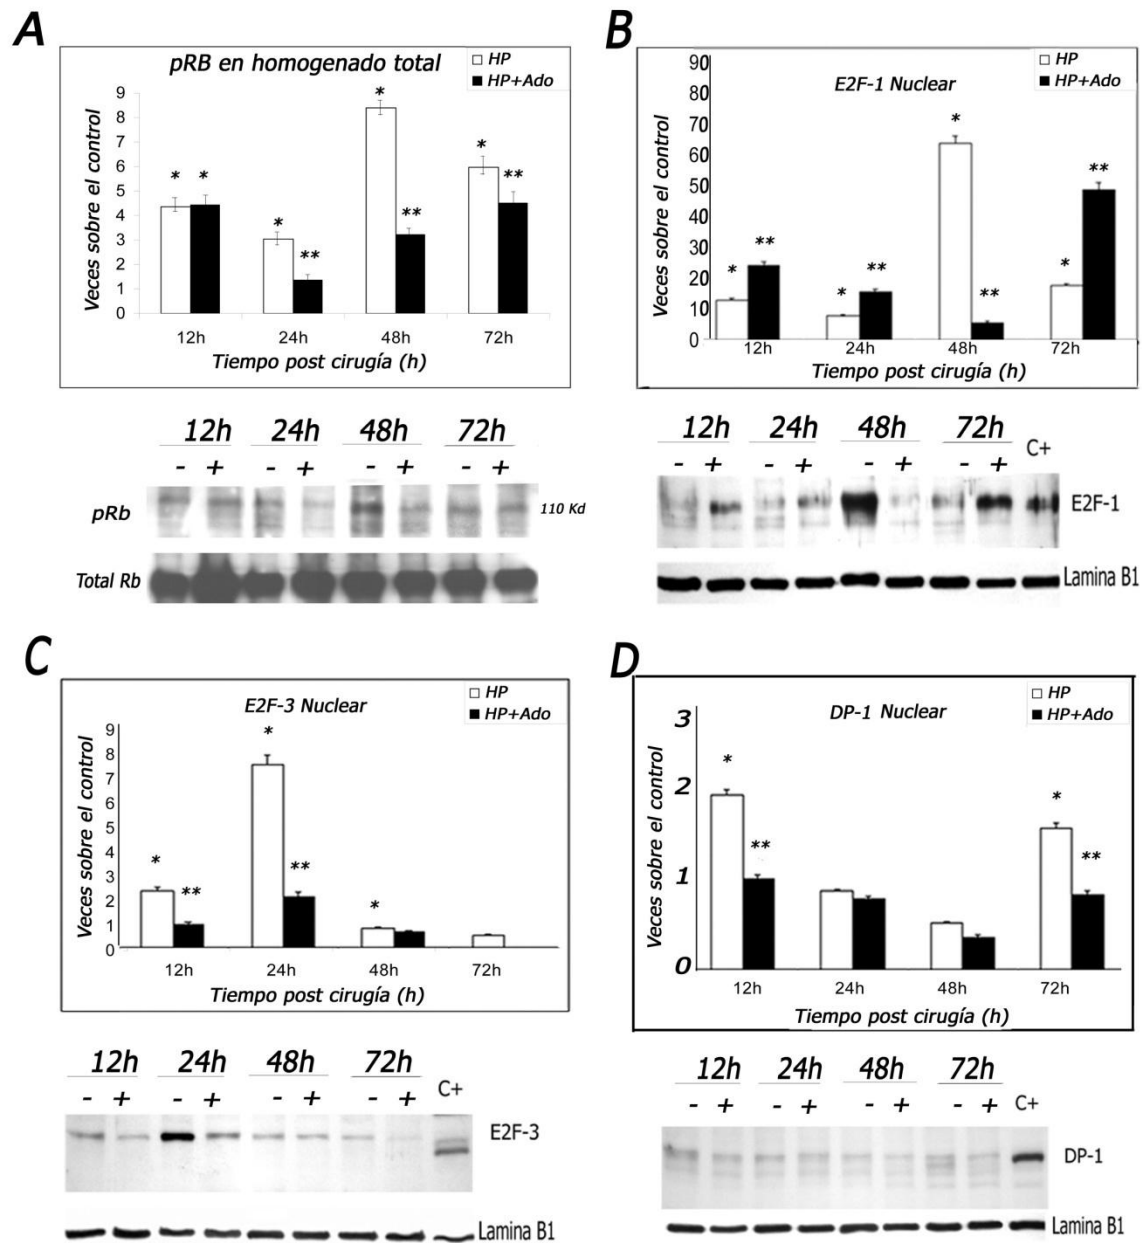 A
pRB en homogenado total
HP
HP+Ado
Veces sobre el control
9
8
7
6
5
4
3
2
1
0
* * * ** * ** * **
12h 24h 48h 72h
Tiempo post cirugía (h)
12h 24h 48h 72h
- + - + - + - +
pRb
110 Kd
Total Rb
B
E2F-1 Nuclear
HP
HP+Ado
Veces sobre el control
90
80
70
60
50
40
30
20
10
0
* ** * ** * ** * **
12h 24h 48h 72h
Tiempo post cirugía (h)
12h 24h 48h 72h C+
- + - + - + - +
E2F-1
Lamina B1
C
E2F-3 Nuclear
HP
HP+Ado
Veces sobre el control
9
8
7
6
5
4
3
2
1
0
* ** * ** *
12h 24h 48h 72h
Tiempo post cirugía (h)
12h 24h 48h 72h C+
- + - + - + - +
E2F-3
Lamina B1
D
DP-1 Nuclear
HP
HP+Ado
Veces sobre el control
3
2
1
0
* ** * **
12h 24h 48h 72h
Tiempo post cirugía (h)
12h 24h 48h 72h
- + - + - + - + C+
DP-1
Lamina B1